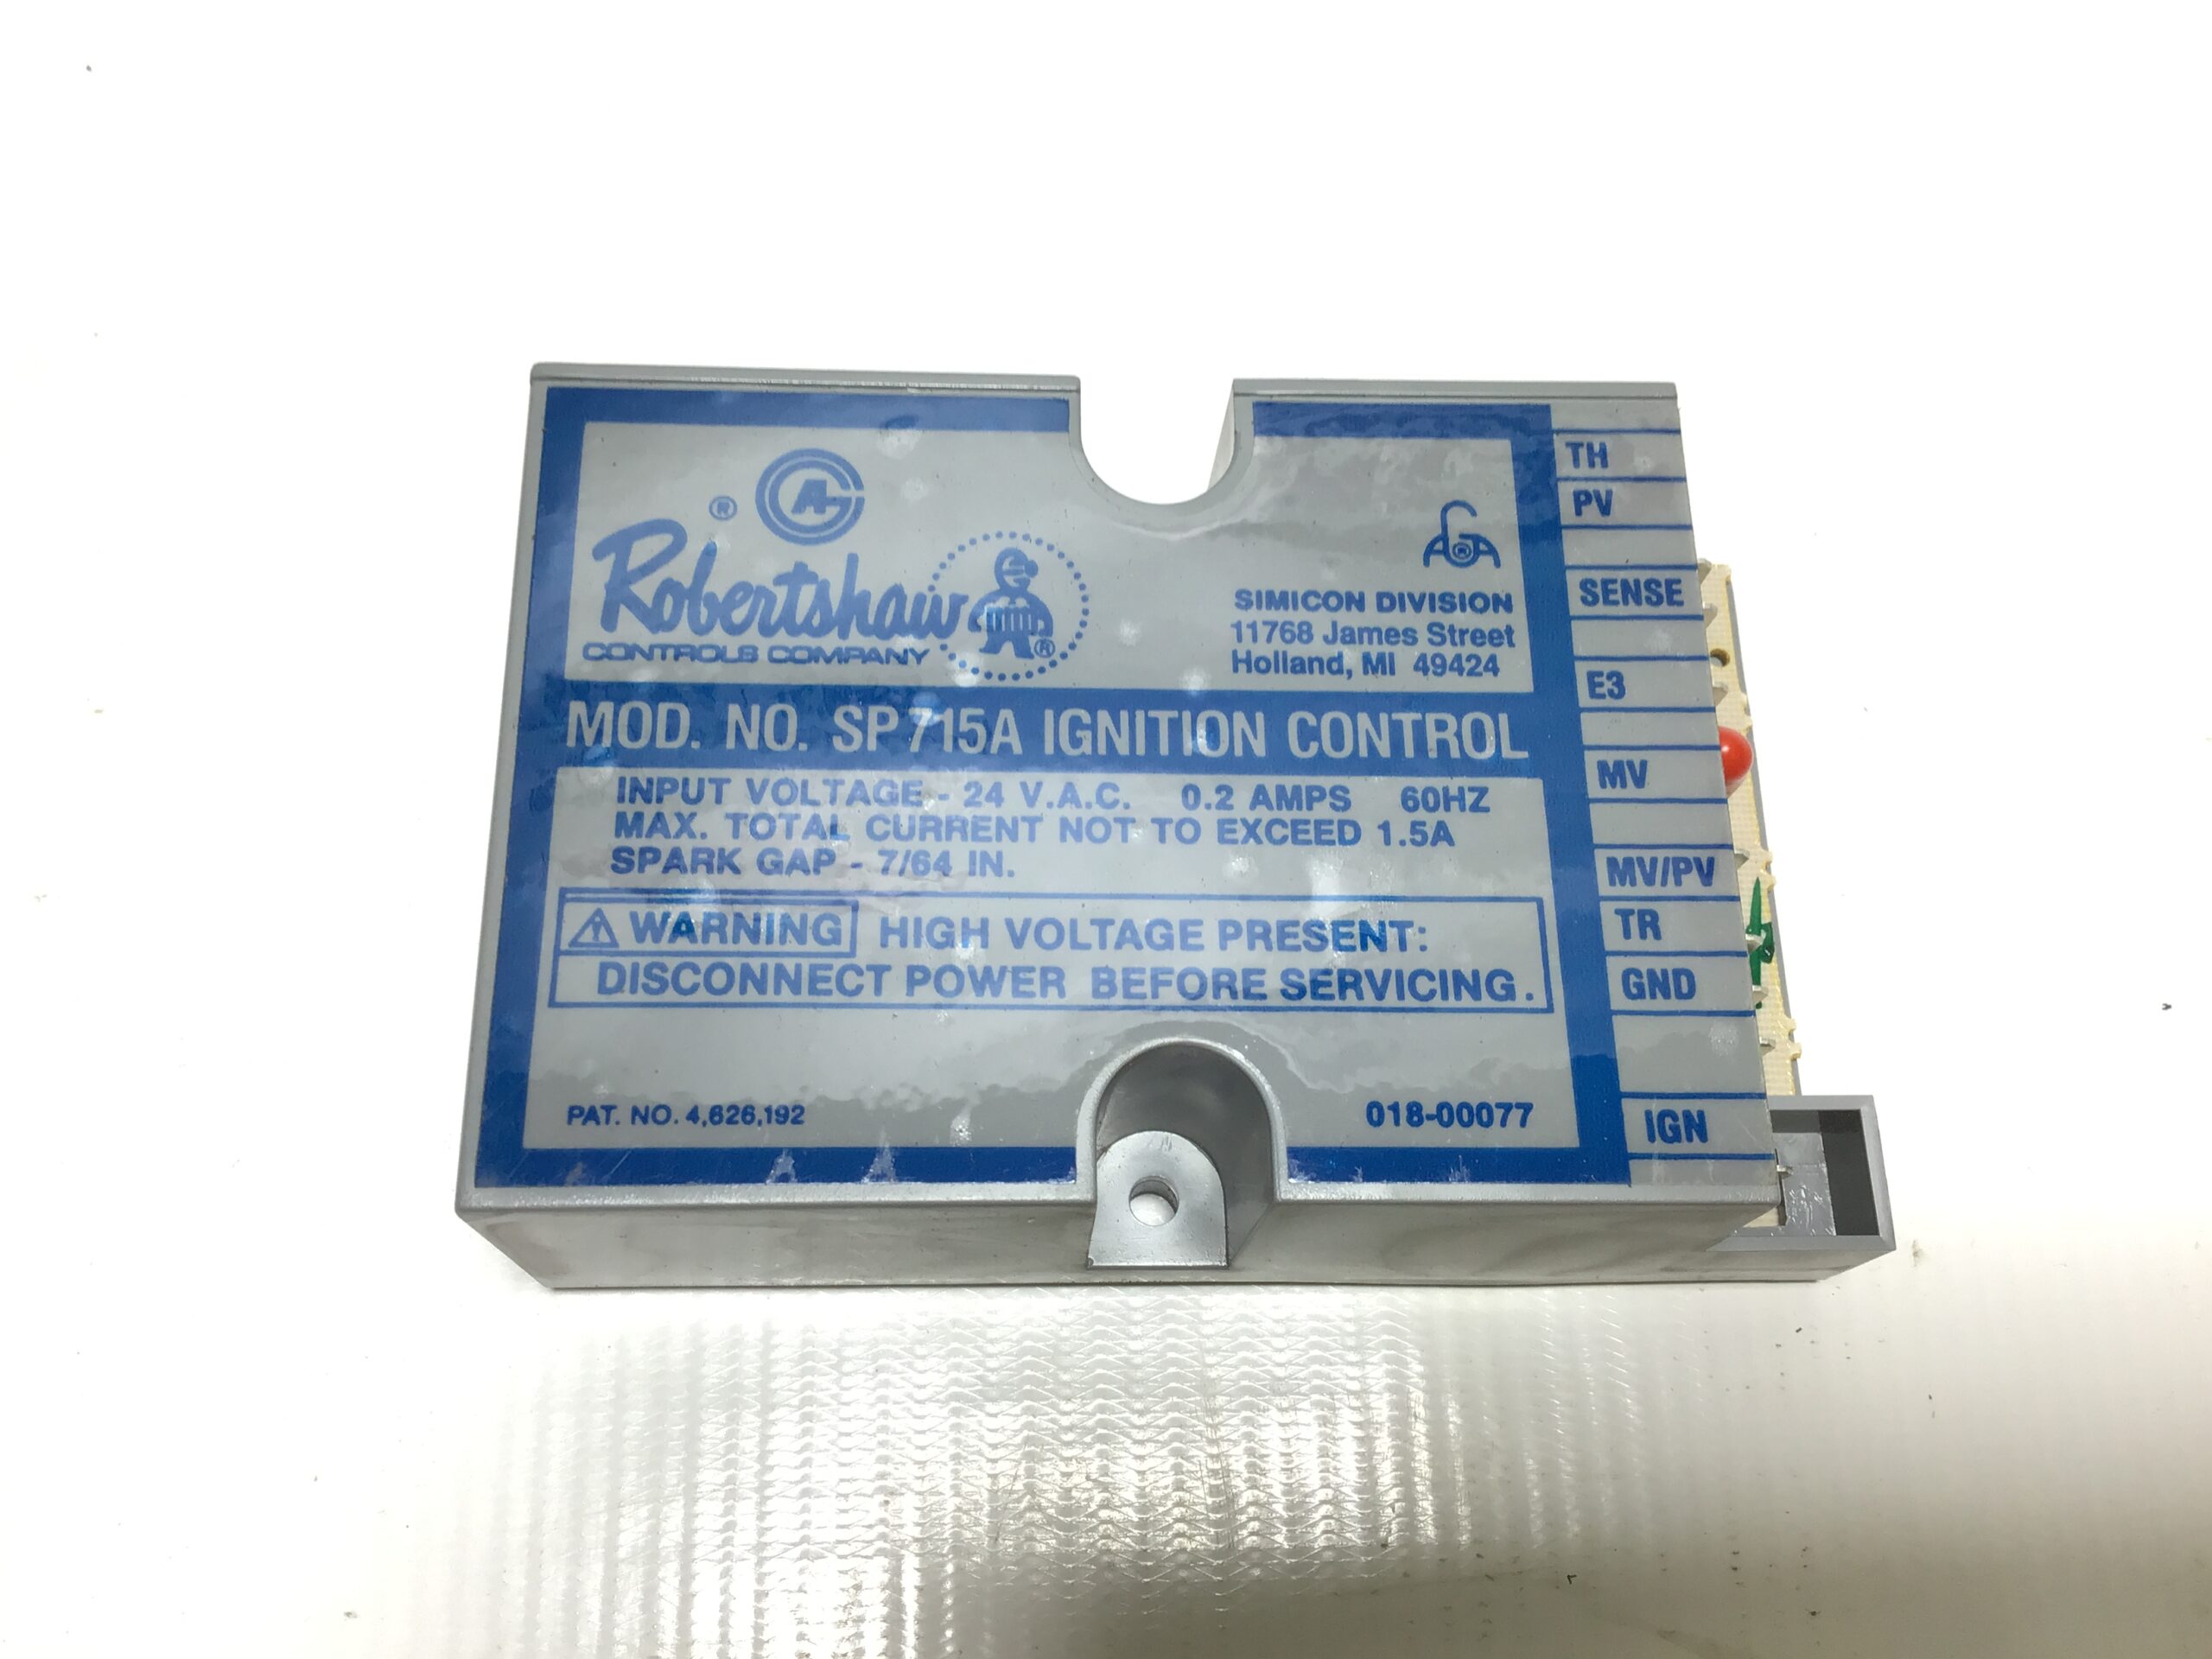 ®
Robertshaw
®
CONTROLS COMPANY
SIMICON DIVISION
11768 James Street
Holland, MI 49424
MOD. NO. SP 715A IGNITION CONTROL
INPUT VOLTAGE - 24 V.A.C. 0.2 AMPS 60HZ
MAX. TOTAL CURRENT NOT TO EXCEED 1.5A
SPARK GAP - 7/64 IN.
WARNING HIGH VOLTAGE PRESENT:
DISCONNECT POWER BEFORE SERVICING.
PAT. NO. 4,626,192
018-00077
TH
PV
SENSE
E3
MV
MV/PV
TR
GND
IGN